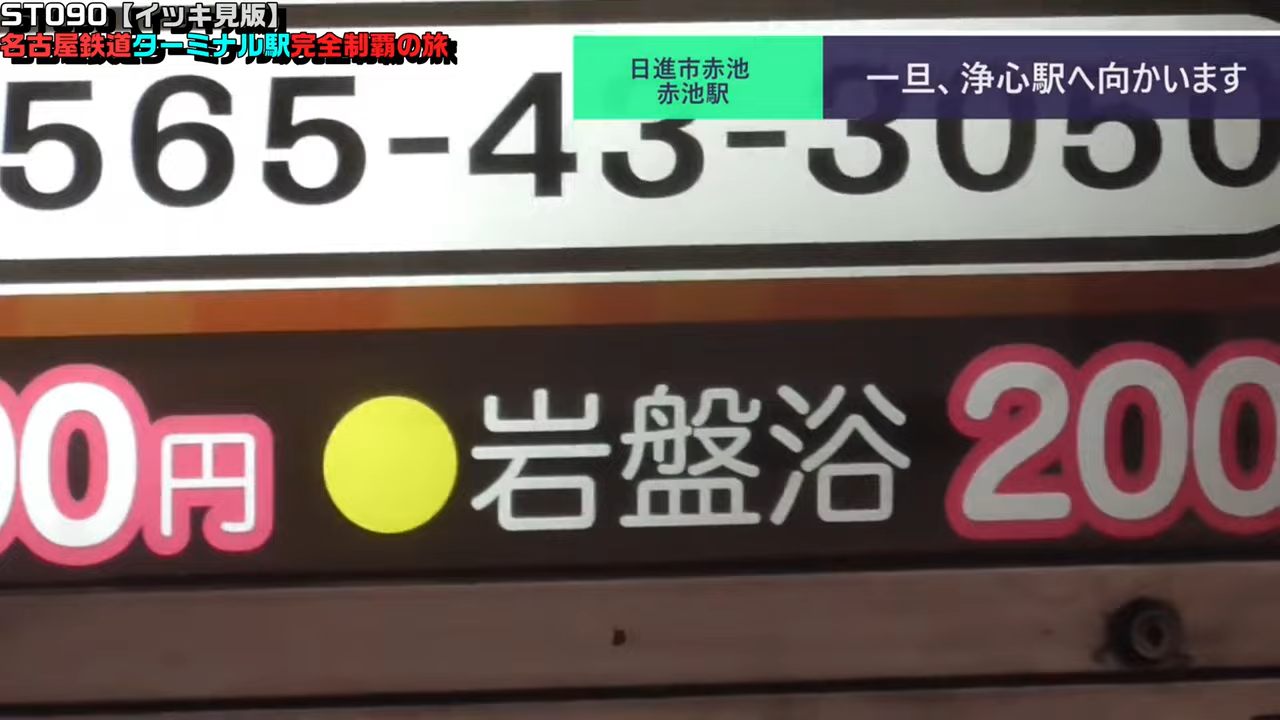 ST090【イッキ見版】
名古屋鉄道ターミナル駅完全制覇の旅
日進市赤池
赤池駅
一旦、浄心駅へ向かいます
565-43-3050
00円 ●岩盤浴 200